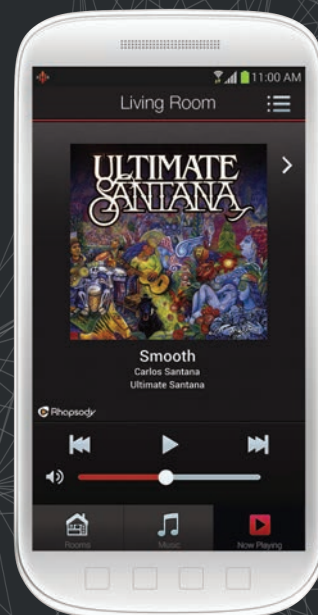 11:00 AM
Living Room
ULTIMATE
SANTANA
Smooth
Carlos Santana
Ultimate Santana
Rhapsody
Rooms
Music
Now Playing